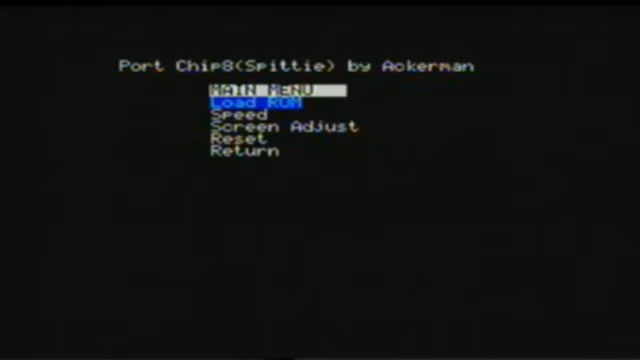 Port Chip8(Spittie) by Ackerman
MAIN MENU
Load ROM
Speed
Screen Adjust
Reset
Return